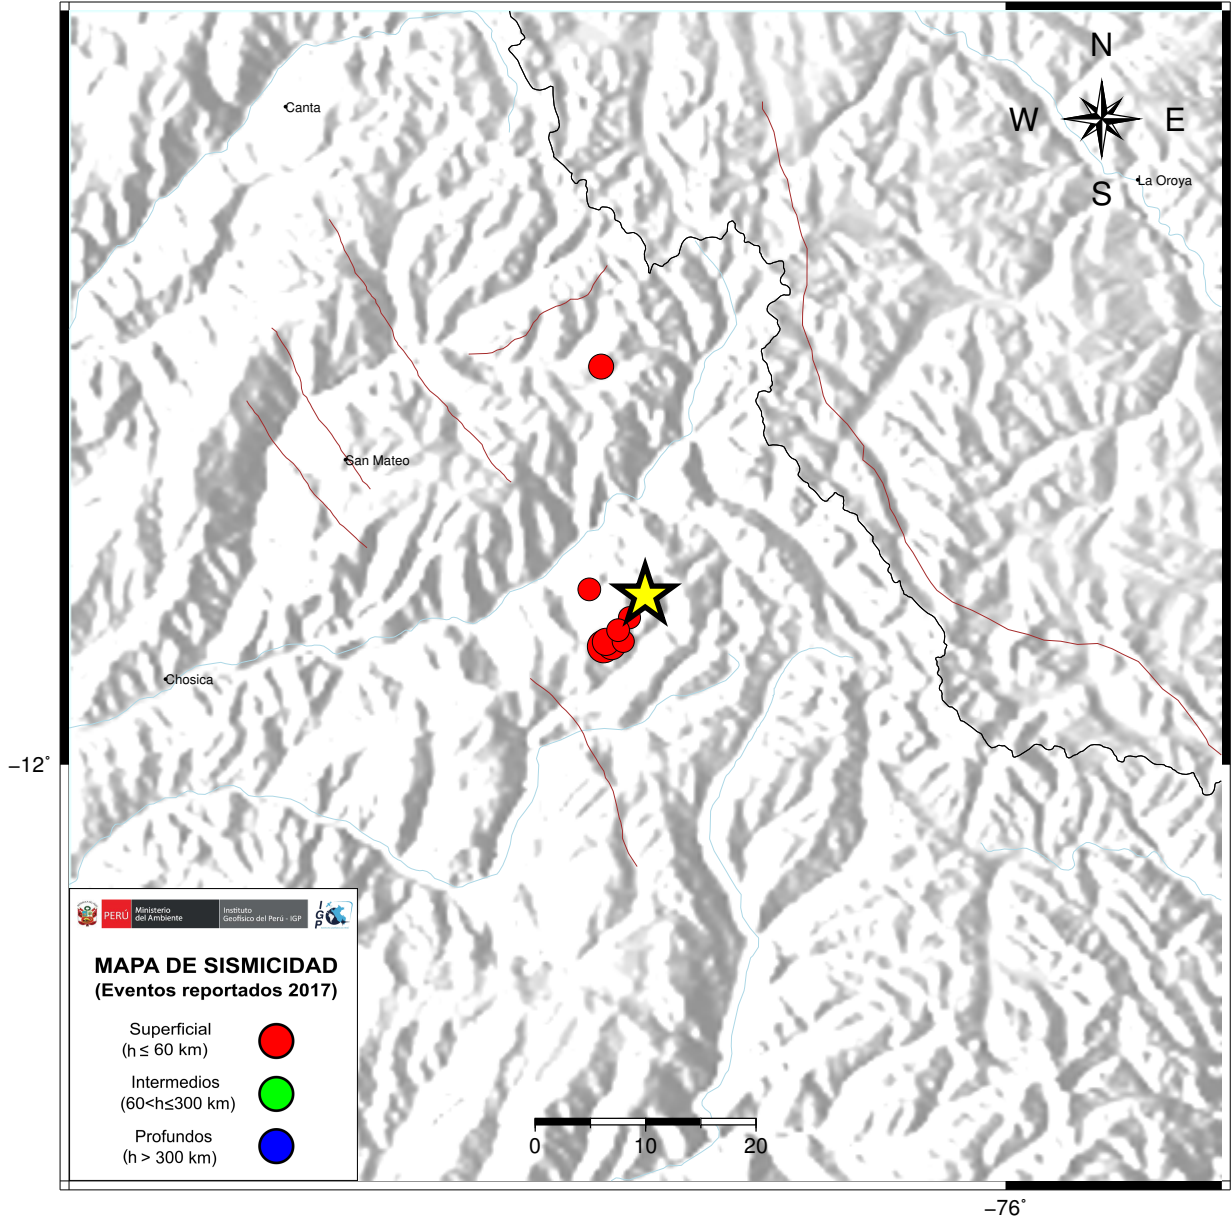 N
W
E
S
Canta
La Oroya
San Mateo
Chosica
−12˚
PERÚ
Ministerio
del Ambiente
Instituto
Geofísico del Perú - IGP
IGP
MAPA DE SISMICIDAD
(Eventos reportados 2017)
Superficial
(h ≤ 60 km)
Intermedios
(60<h≤300 km)
Profundos
(h > 300 km)
0
10
20
−76˚